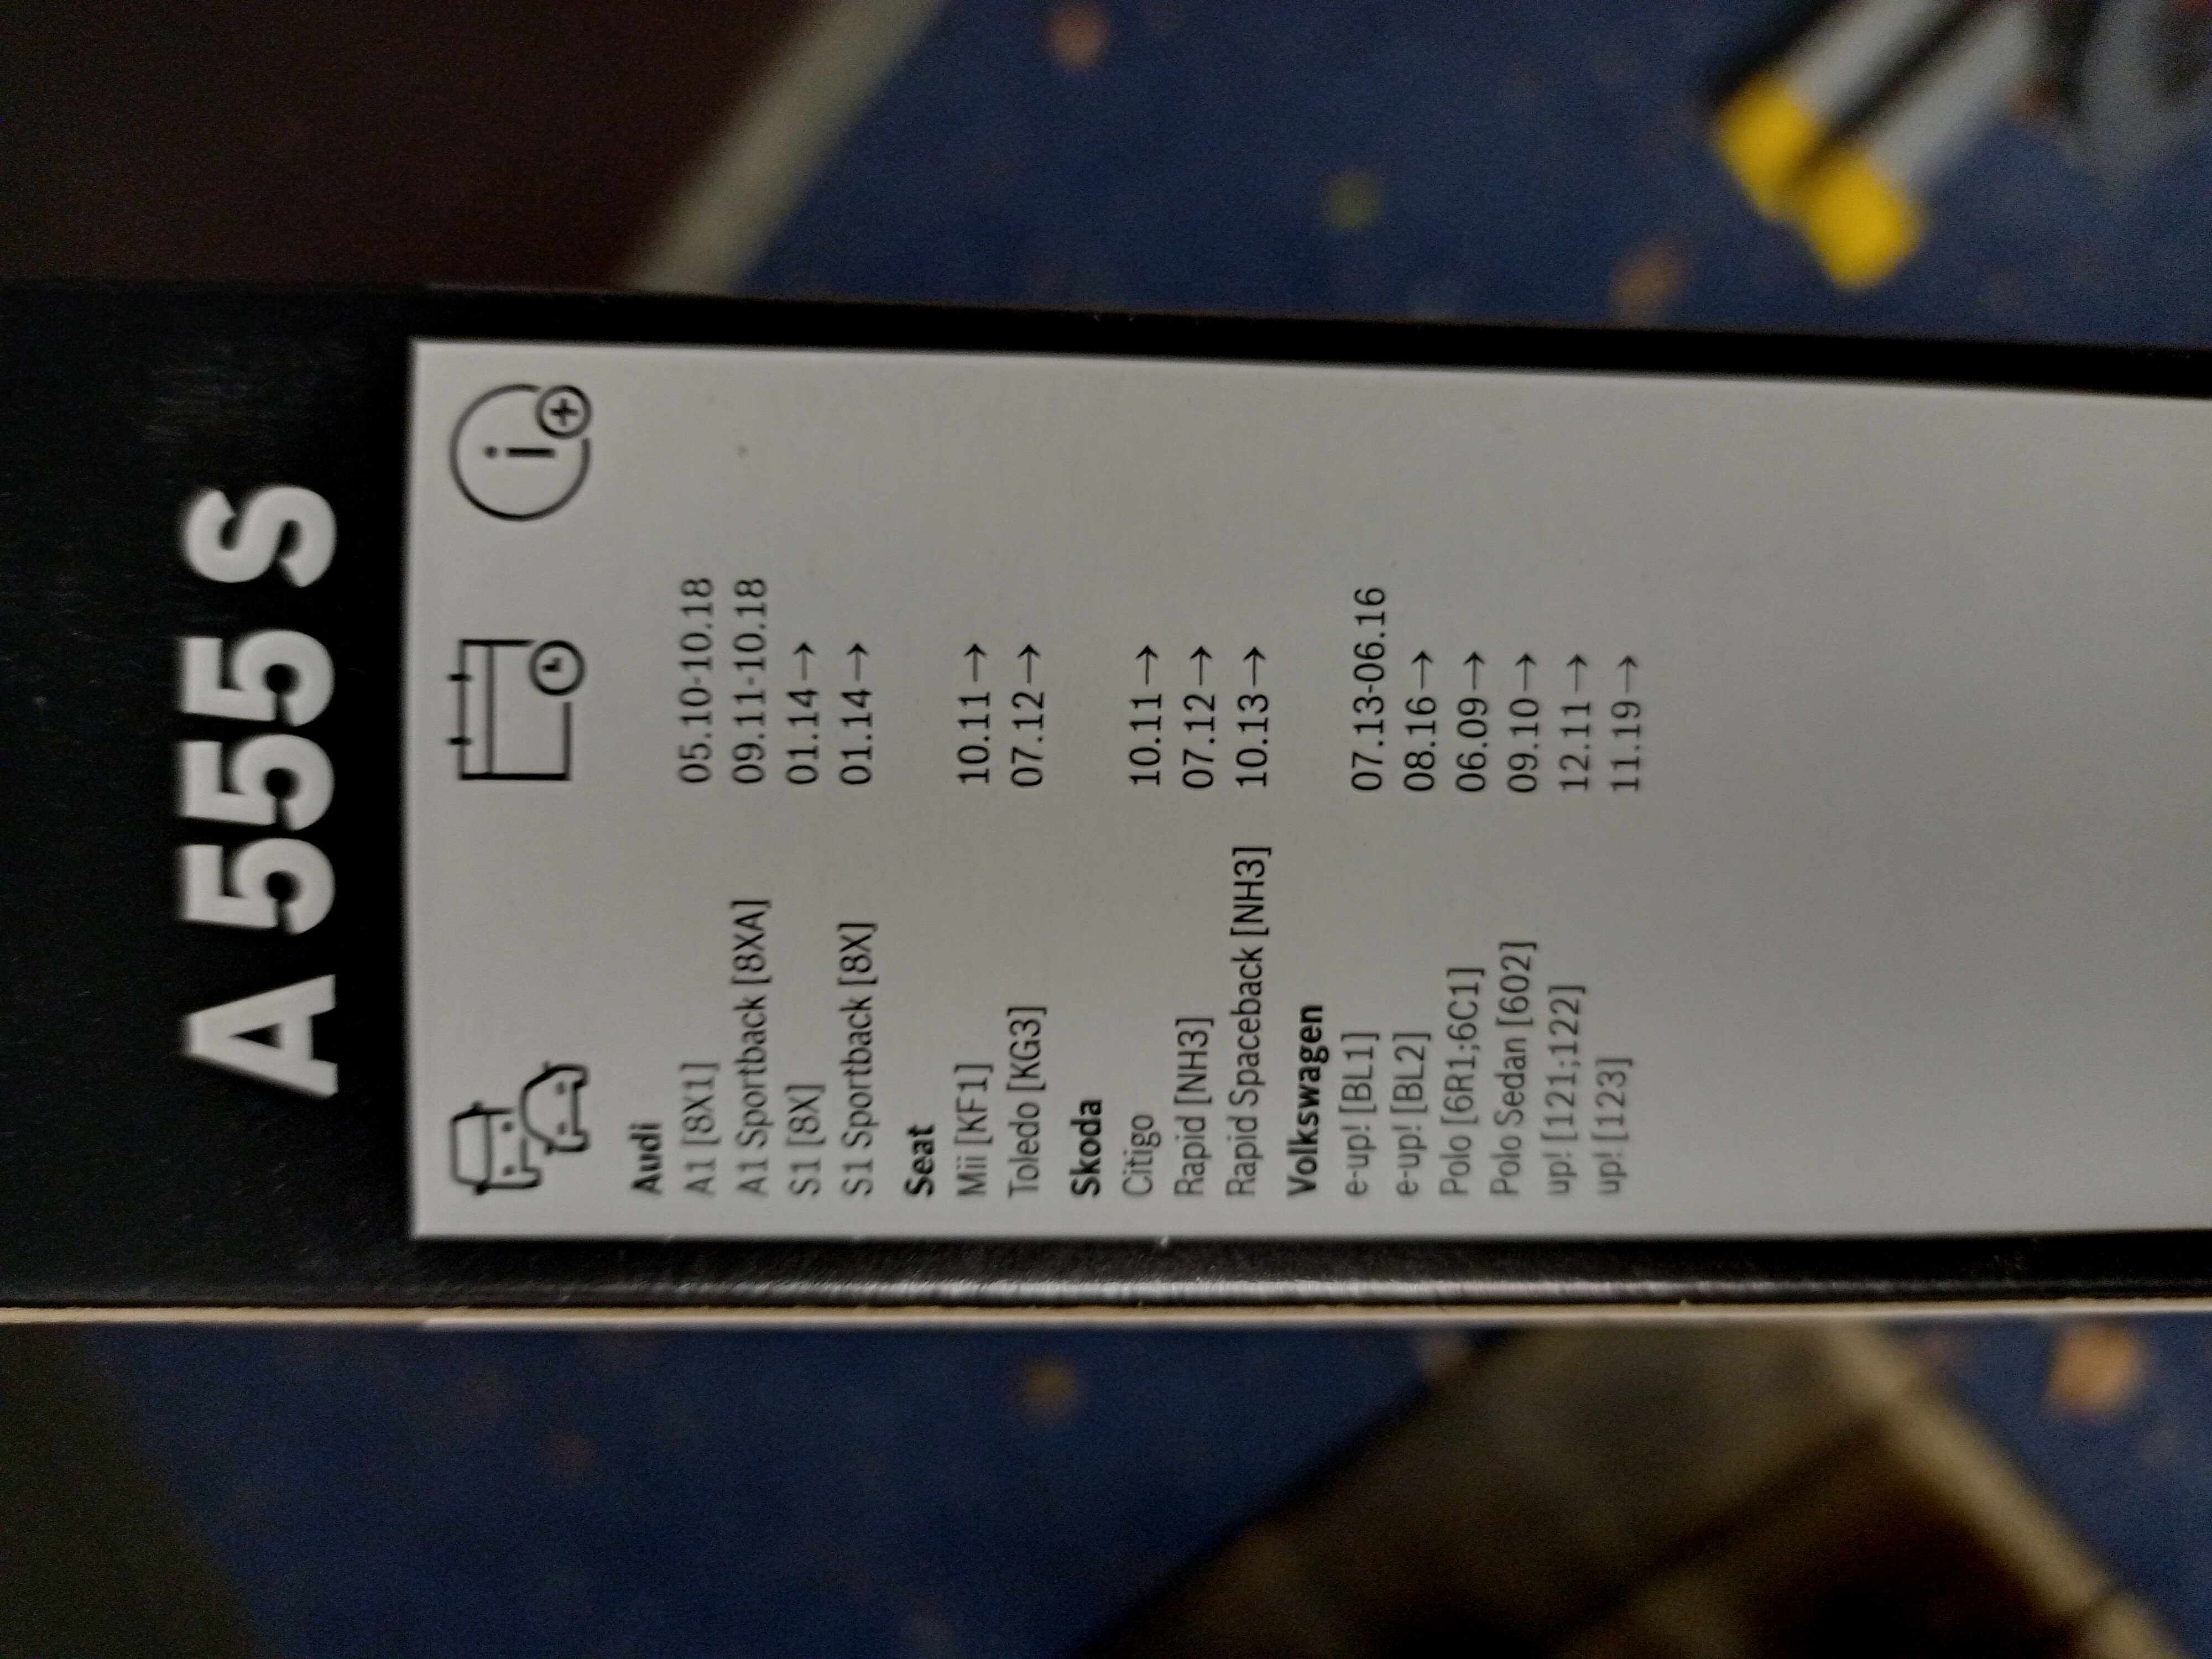 A 555 S
Audi
A1 [8X1] 05.10-10.18
A1 Sportback [8XA] 09.11-10.18
S1 [8X] 01.14→
S1 Sportback [8X] 01.14→
Seat
Mii [KF1] 10.11→
Toledo [KG3] 07.12→
Skoda
Citigo 10.11→
Rapid [NH3] 07.12→
Rapid Spaceback [NH3] 10.13→
Volkswagen
e-up! [BL1] 07.13-06.16
e-up! [BL2] 08.16→
Polo [6R1;6C1] 06.09→
Polo Sedan [602] 09.10→
up! [121;122] 12.11→
up! [123] 11.19→